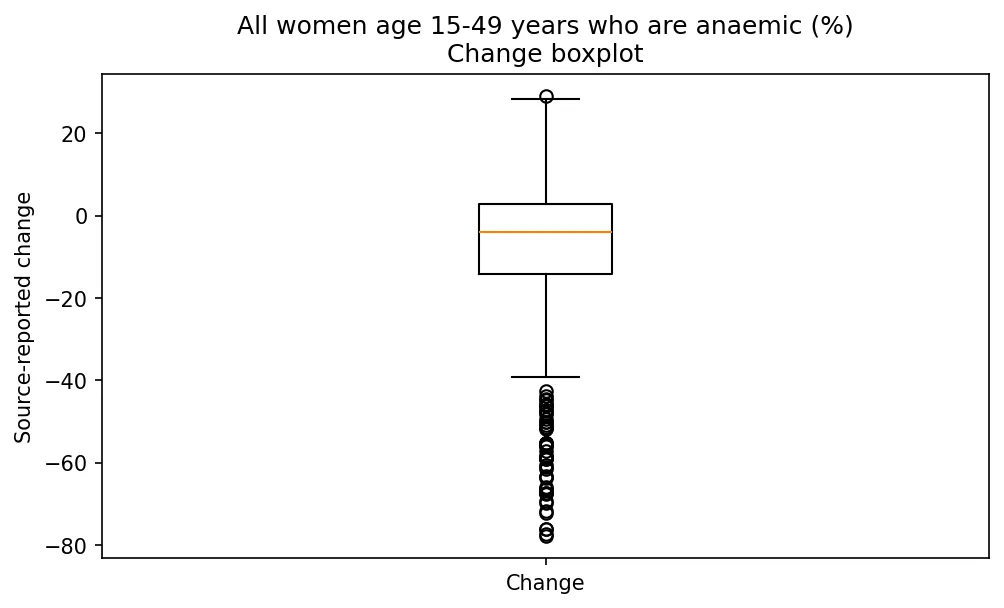 All women age 15-49 years who are anaemic (%)
Change boxplot
Source-reported change
20
0
−20
−40
−60
−80
Change